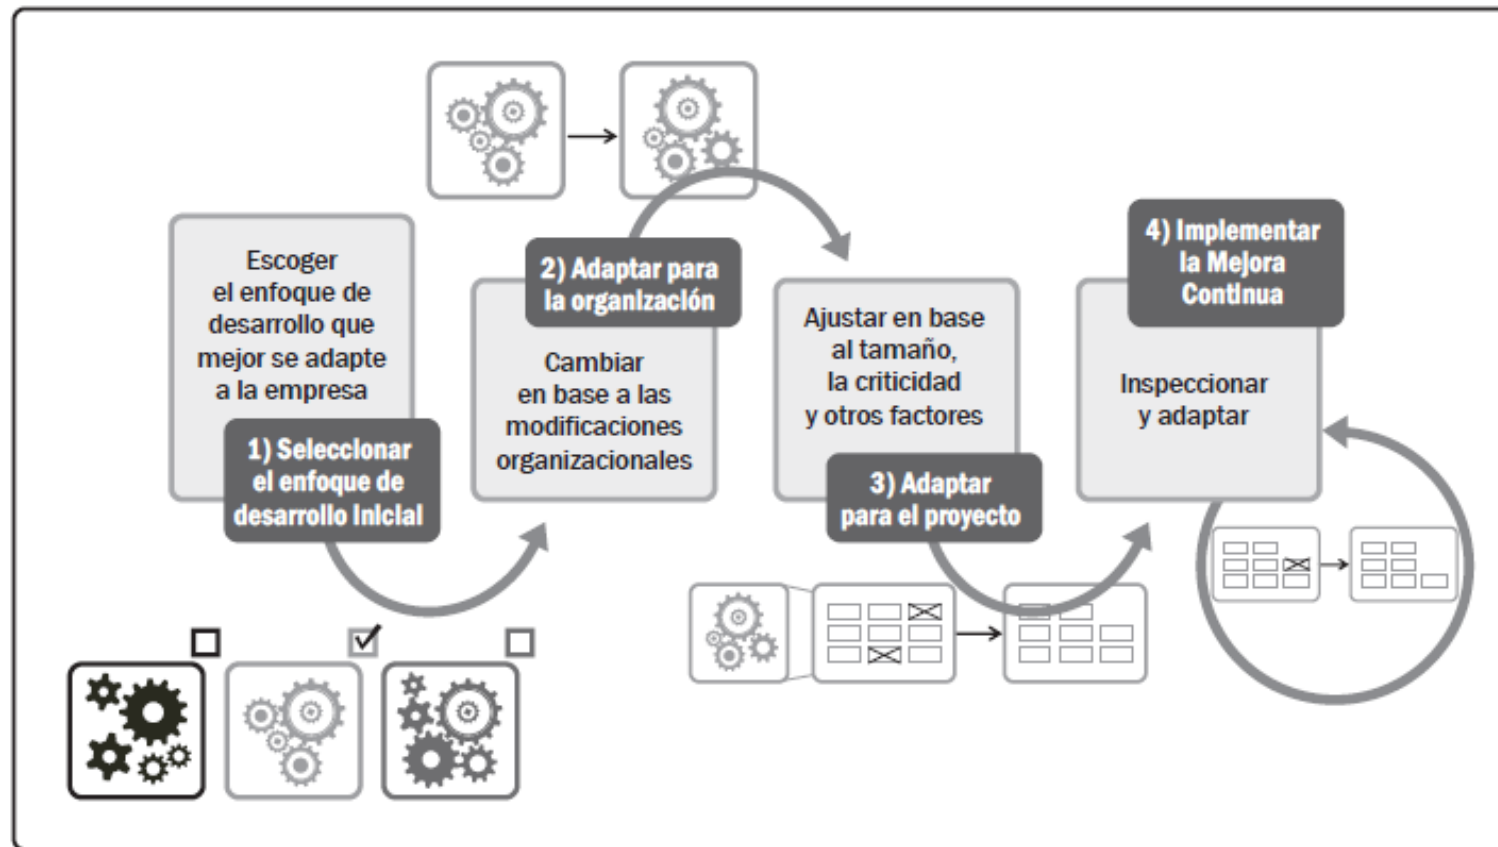 Escoger
el enfoque de
desarrollo que
mejor se adapte
a la empresa
1) Seleccionar
el enfoque de
desarrollo inicial
2) Adaptar para
la organización
Cambiar
en base a las
modificaciones
organizacionales
Ajustar en base
al tamaño,
la criticidad
y otros factores
3) Adaptar
para el proyecto
4) Implementar
la Mejora
Continua
Inspeccionar
y adaptar